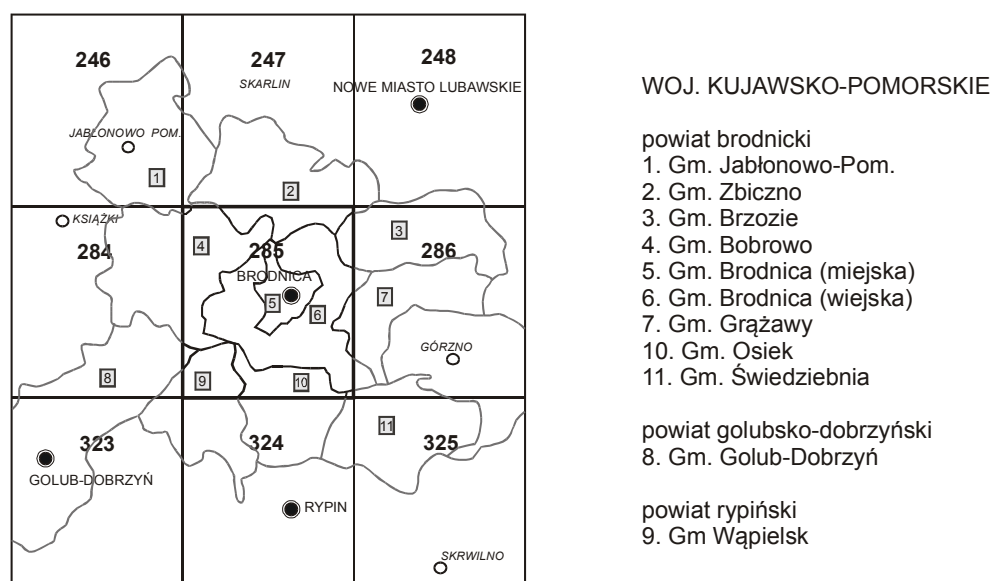 246
247
248
SKARLIN
NOWE MIASTO LUBAWSKIE
JABŁONOWO POM.
1
2
KSIĄŻKI
284
4
285
3
286
BRODNICA
5
6
7
GÓRZNO
8
9
10
11
323
324
325
GOLUB-DOBRZYŃ
RYPIN
SKRWILNO
WOJ. KUJAWSKO-POMORSKIE
powiat brodnicki
1. Gm. Jabłonowo-Pom.
2. Gm. Zbiczno
3. Gm. Brzozie
4. Gm. Bobrowo
5. Gm. Brodnica (miejska)
6. Gm. Brodnica (wiejska)
7. Gm. Grążawy
10. Gm. Osiek
11. Gm. Świedziebnia
powiat golubsko-dobrzyński
8. Gm. Golub-Dobrzyń
powiat rypiński
9. Gm Wąpielsk